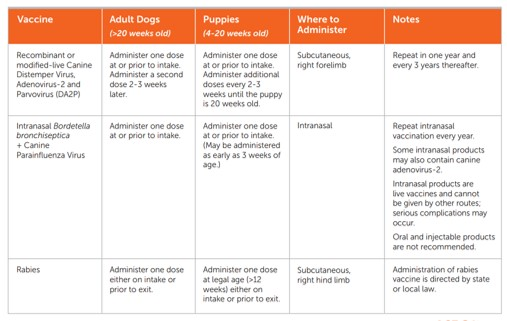 Vaccine
Adult Dogs
(>20 weeks old)
Puppies
(4–20 weeks old)
Where to
Administer
Notes
Recombinant or
modified-live Canine
Distemper Virus,
Adenovirus-2 and
Parvovirus (DA2P)
Administer one dose
at or prior to intake.
Administer a second
dose 2-3 weeks
later.
Administer one dose
at or prior to intake.
Administer additional
doses every 2-3
weeks until the puppy
is 20 weeks old.
Subcutaneous,
right forelimb
Repeat in one year and
every 3 years thereafter.
Intranasal Bordetella
bronchiseptica
+ Canine
Parainfluenza Virus
Administer one dose
at or prior to intake.
Administer one dose
at or prior to intake.
(May be administered
as early as 3 weeks of
age.)
Intranasal
Repeat intranasal
vaccination every year.
Some intranasal products
may also contain canine
adenovirus-2.
Intranasal products are
live vaccines and cannot
be given by other routes;
serious complications may
occur.
Oral and injectable products
are not recommended.
Rabies
Administer one dose
either on intake or
prior to exit.
Administer one dose
at legal age (>12
weeks) either on
intake or prior to exit.
Subcutaneous,
right hind limb
Administration of rabies
vaccine is directed by state
or local law.